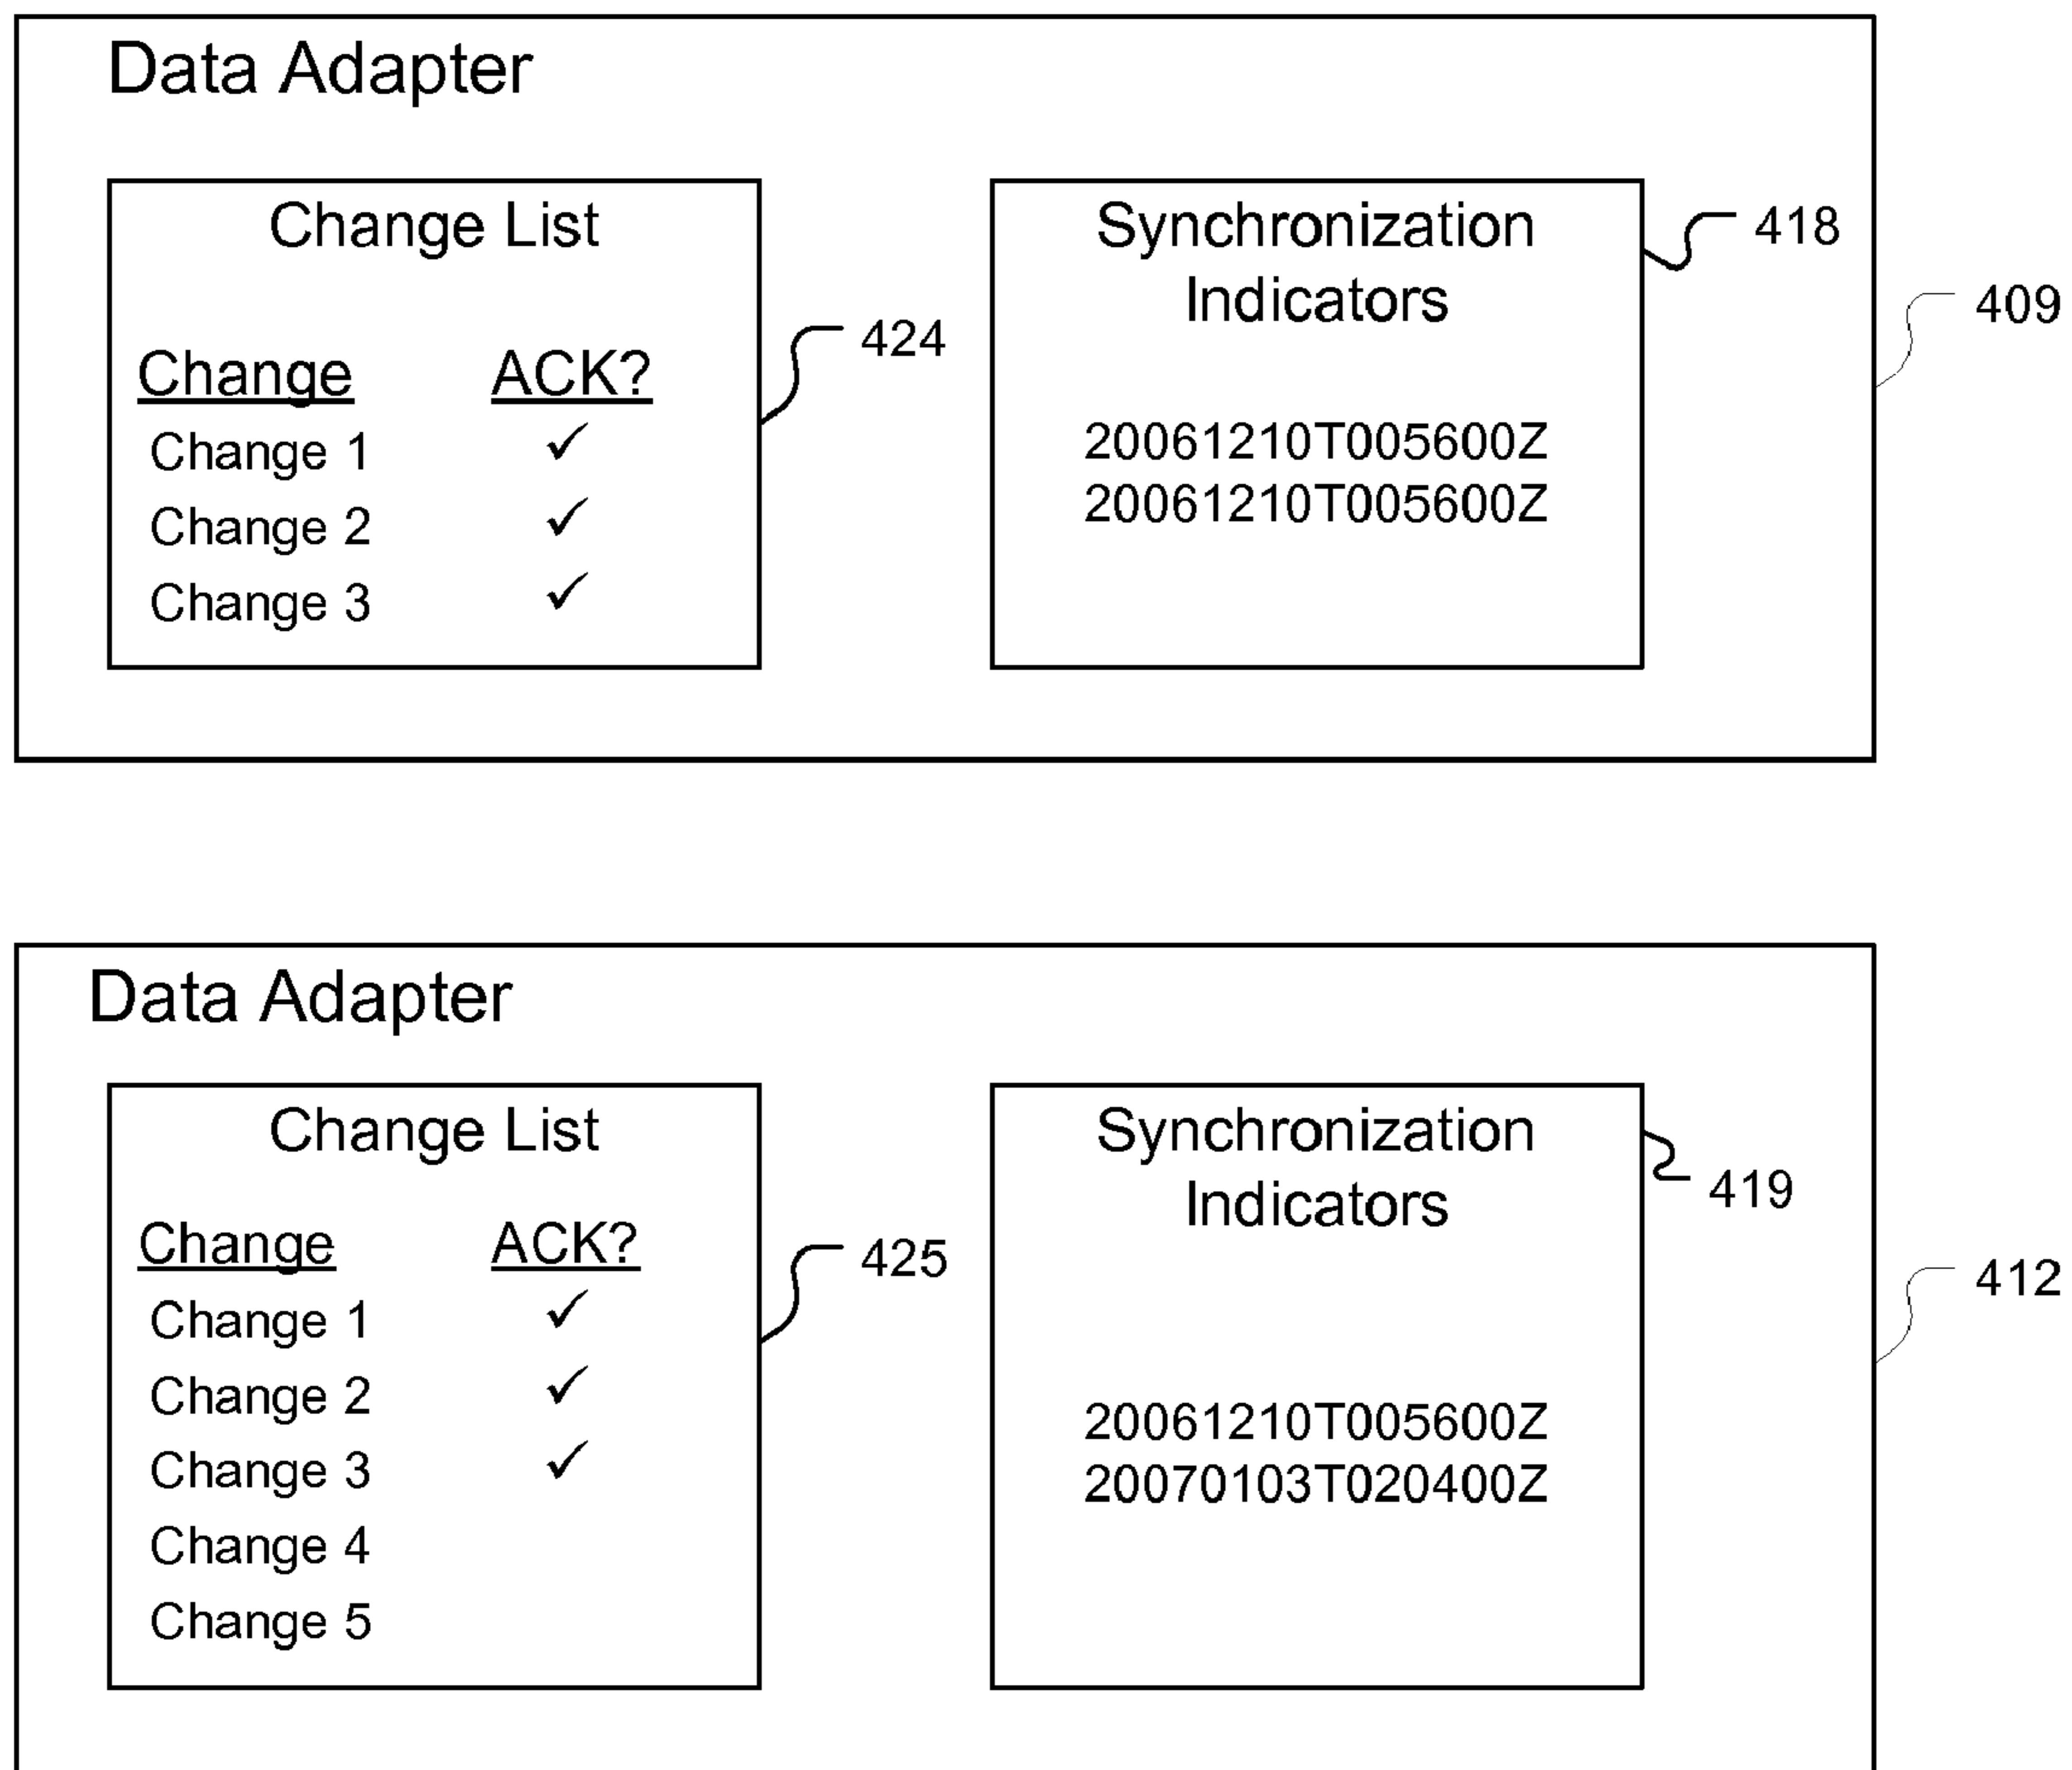 Data Adapter
Change List
Change ACK?
Change 1 ✓
Change 2 ✓
Change 3 ✓
424
Synchronization
Indicators
20061210T005600Z
20061210T005600Z
418
409
Data Adapter
Change List
Change ACK?
Change 1 ✓
Change 2 ✓
Change 3 ✓
Change 4
Change 5
425
Synchronization
Indicators
20061210T005600Z
20070103T020400Z
419
412